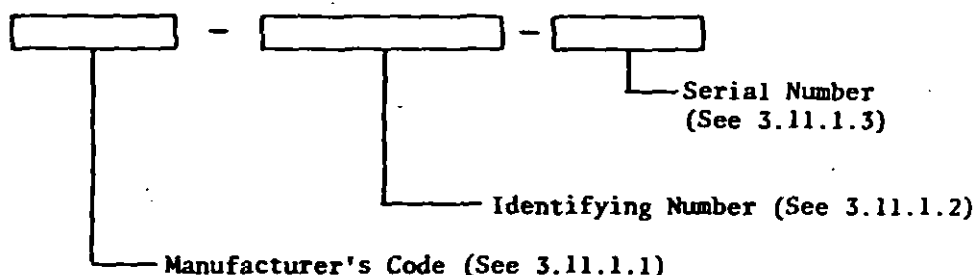 - -
Serial Number
(See 3.11.1.3)
Identifying Number (See 3.11.1.2)
Manufacturer's Code (See 3.11.1.1)